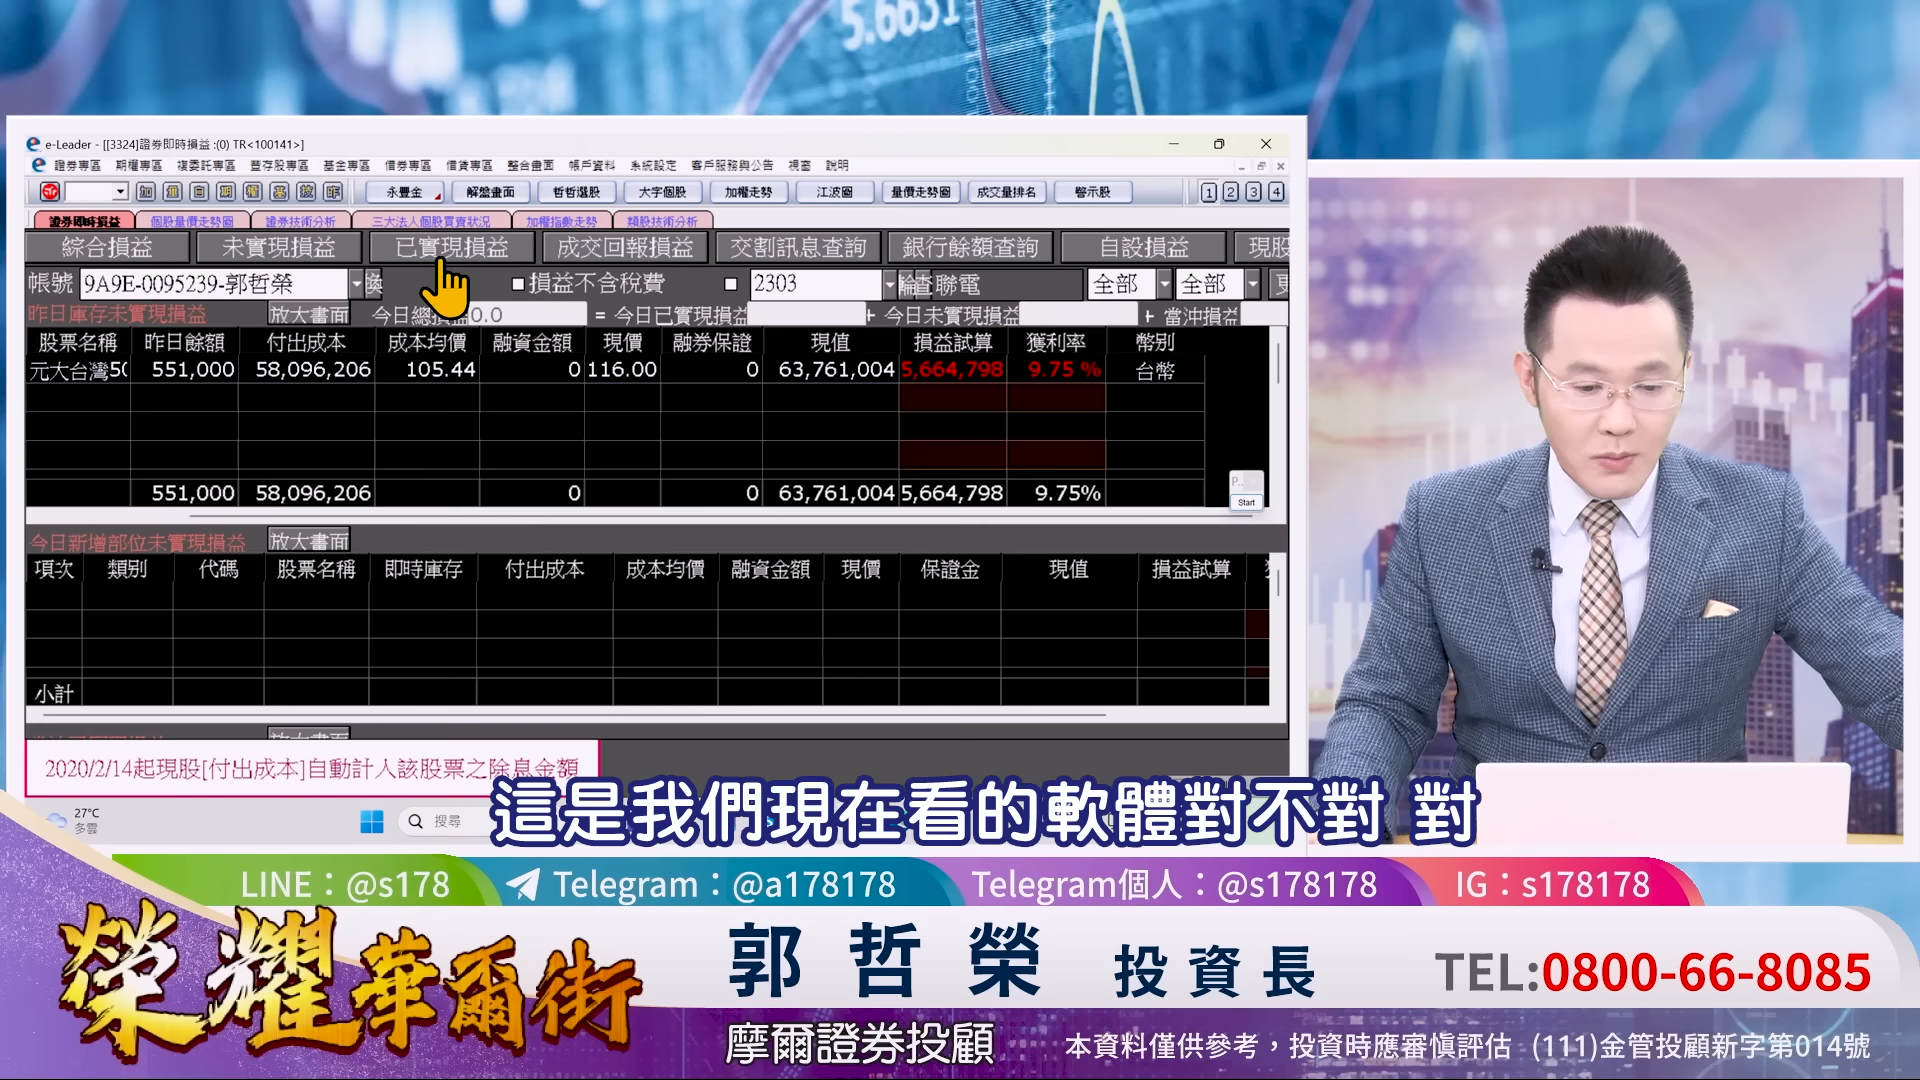 5.6631
e-Leader - [[3324]證券即時損益 :(0) TR<100141>]
證券專區 期權專區 複委託專區 豐存股專區 基金專區 借券專區 借貸專區 整合畫面 帳戶資料 系統設定 客戶服務與公告 視窗 說明
永豐金 解盤畫面 哲哲選股 大字個股 加權走勢 江波圖 量價走勢圖 成交量排名 警示股 1 2 3 4
證券即時損益 個股量價走勢圖 證券技術分析 三大法人個股買賣狀況 加權指數走勢 類股技術分析
綜合損益 未實現損益 已實現損益 成交回報損益 交割訊息查詢 銀行餘額查詢 自設損益 現股
帳號 9A9E-0095239-郭哲榮 損益不含稅費 2303 聯電 全部 全部
昨日庫存未實現損益 放大畫面 今日總損益 0.0 = 今日已實現損益 + 今日未實現損益 + 當沖損益
股票名稱 昨日餘額 付出成本 成本均價 融資金額 現價 融券保證 現值 損益試算 獲利率 幣別
元大台灣50 551,000 58,096,206 105.44 0 116.00 0 63,761,004 5,664,798 9.75 % 台幣
551,000 58,096,206 0 0 63,761,004 5,664,798 9.75%
P...
Start
今日新增部位未實現損益 放大畫面
項次 類別 代碼 股票名稱 即時庫存 付出成本 成本均價 融資金額 現價 保證金 現值 損益試算
小計
放大畫面
2020/2/14起現股[付出成本]自動計入該股票之除息金額
27°C
多雲
搜尋
這是我們現在看的軟體對不對 對
LINE：@s178 Telegram：@a178178 Telegram個人：@s178178 IG：s178178
榮耀華爾街
郭哲榮 投資長
TEL:0800-66-8085
摩爾證券投顧
本資料僅供參考，投資時應審慎評估 (111)金管投顧新字第014號